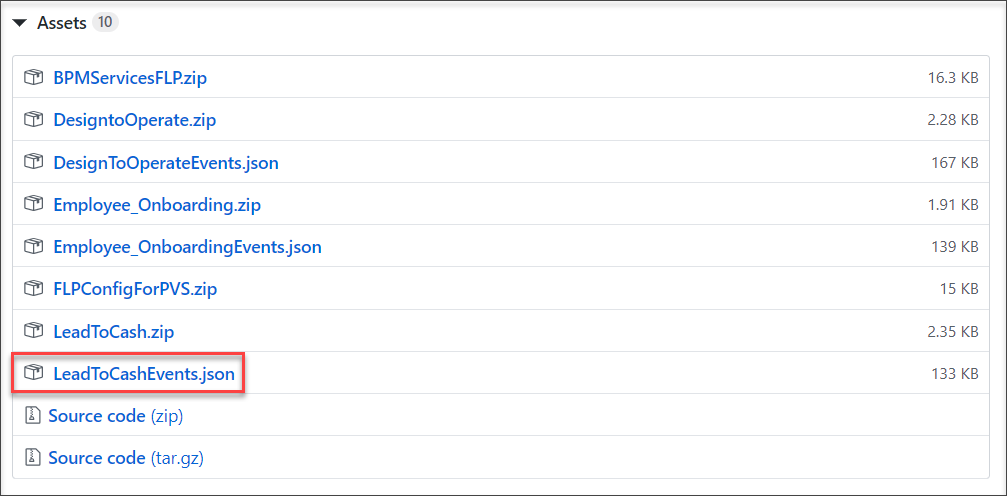 Assets 10
BPMServicesFLP.zip 16.3 KB
DesigntoOperate.zip 2.28 KB
DesignToOperateEvents.json 167 KB
Employee_Onboarding.zip 1.91 KB
Employee_OnboardingEvents.json 139 KB
FLPConfigForPVS.zip 15 KB
LeadToCash.zip 2.35 KB
LeadToCashEvents.json 133 KB
Source code (zip)
Source code (tar.gz)